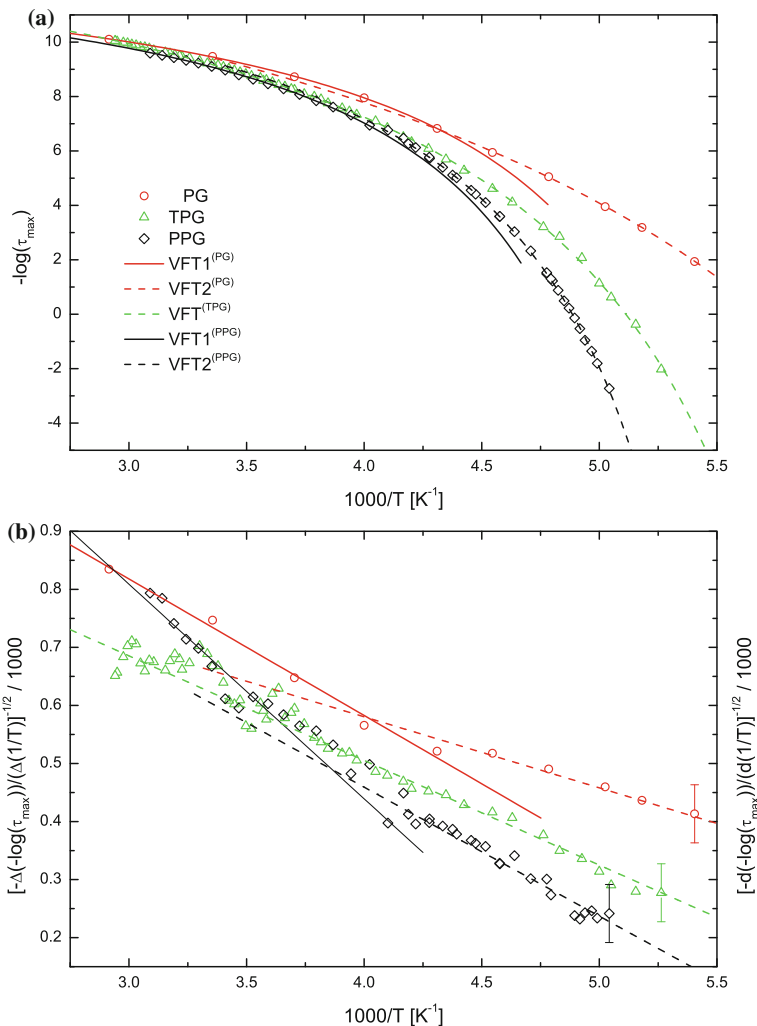 (a)
10
8
6
4
2
0
-2
-4
-log(τmax)
PG
TPG
PPG
VFT1(PG)
VFT2(PG)
VFT(TPG)
VFT1(PPG)
VFT2(PPG)
3.0 3.5 4.0 4.5 5.0 5.5
1000/T [K-1]
(b)
0.9
0.8
0.7
0.6
0.5
0.4
0.3
0.2
[-Δ(-log(τmax))/(Δ(1/T)]-1/2 / 1000
[-d(-log(τmax))/(d(1/T)]-1/2 / 1000
3.0 3.5 4.0 4.5 5.0 5.5
1000/T [K-1]